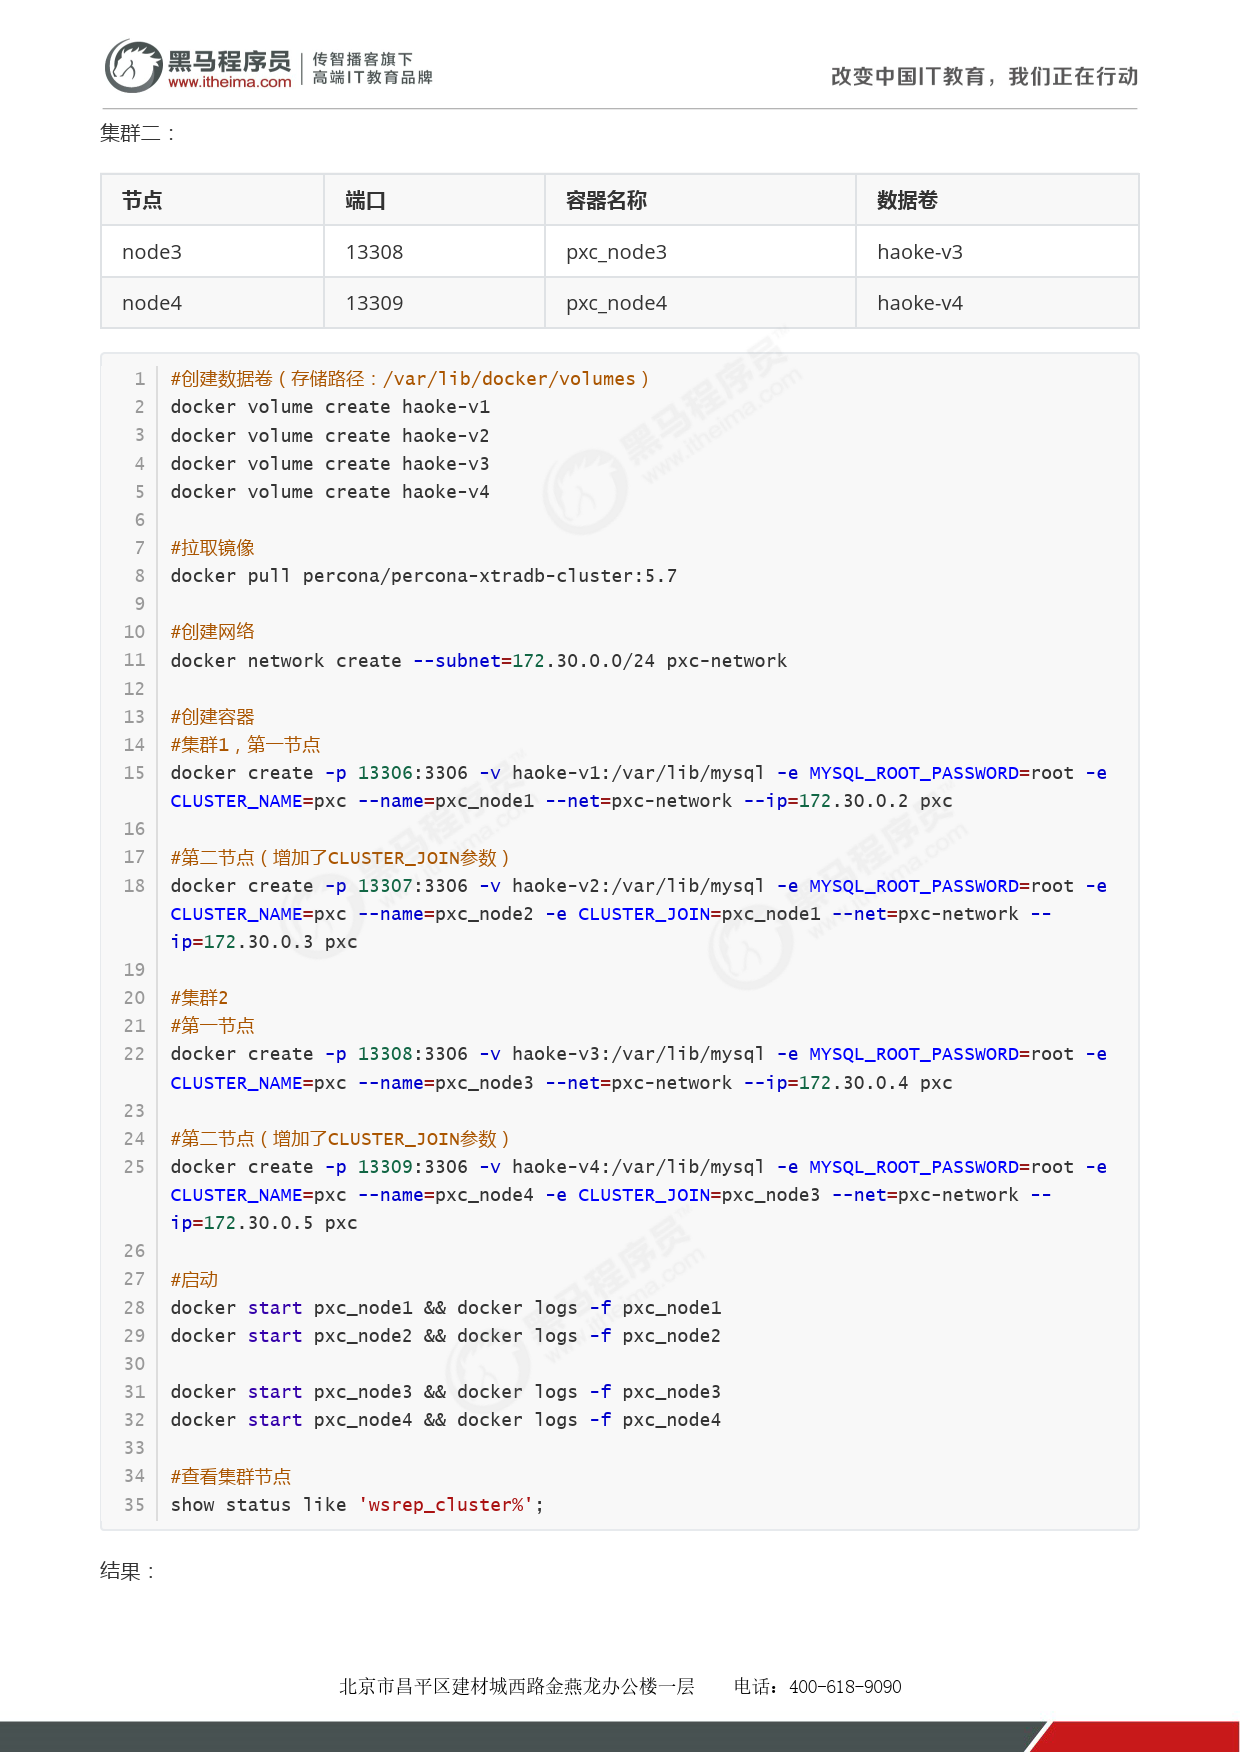 黑马程序员
www.itheima.com
传智播客旗下
高端IT教育品牌
改变中国IT教育，我们正在行动
集群二：
节点 端口 容器名称 数据卷
node3 13308 pxc_node3 haoke-v3
node4 13309 pxc_node4 haoke-v4
1 #创建数据卷（存储路径：/var/lib/docker/volumes）
2 docker volume create haoke-v1
3 docker volume create haoke-v2
4 docker volume create haoke-v3
5 docker volume create haoke-v4
6
7 #拉取镜像
8 docker pull percona/percona-xtradb-cluster:5.7
9
10 #创建网络
11 docker network create --subnet=172.30.0.0/24 pxc-network
12
13 #创建容器
14 #集群1，第一节点
15 docker create -p 13306:3306 -v haoke-v1:/var/lib/mysql -e MYSQL_ROOT_PASSWORD=root -e
CLUSTER_NAME=pxc --name=pxc_node1 --net=pxc-network --ip=172.30.0.2 pxc
16
17 #第二节点（增加了CLUSTER_JOIN参数）
18 docker create -p 13307:3306 -v haoke-v2:/var/lib/mysql -e MYSQL_ROOT_PASSWORD=root -e
CLUSTER_NAME=pxc --name=pxc_node2 -e CLUSTER_JOIN=pxc_node1 --net=pxc-network --
ip=172.30.0.3 pxc
19
20 #集群2
21 #第一节点
22 docker create -p 13308:3306 -v haoke-v3:/var/lib/mysql -e MYSQL_ROOT_PASSWORD=root -e
CLUSTER_NAME=pxc --name=pxc_node3 --net=pxc-network --ip=172.30.0.4 pxc
23
24 #第二节点（增加了CLUSTER_JOIN参数）
25 docker create -p 13309:3306 -v haoke-v4:/var/lib/mysql -e MYSQL_ROOT_PASSWORD=root -e
CLUSTER_NAME=pxc --name=pxc_node4 -e CLUSTER_JOIN=pxc_node3 --net=pxc-network --
ip=172.30.0.5 pxc
26
27 #启动
28 docker start pxc_node1 && docker logs -f pxc_node1
29 docker start pxc_node2 && docker logs -f pxc_node2
30
31 docker start pxc_node3 && docker logs -f pxc_node3
32 docker start pxc_node4 && docker logs -f pxc_node4
33
34 #查看集群节点
35 show status like 'wsrep_cluster%';
结果：
北京市昌平区建材城西路金燕龙办公楼一层 电话：400-618-9090